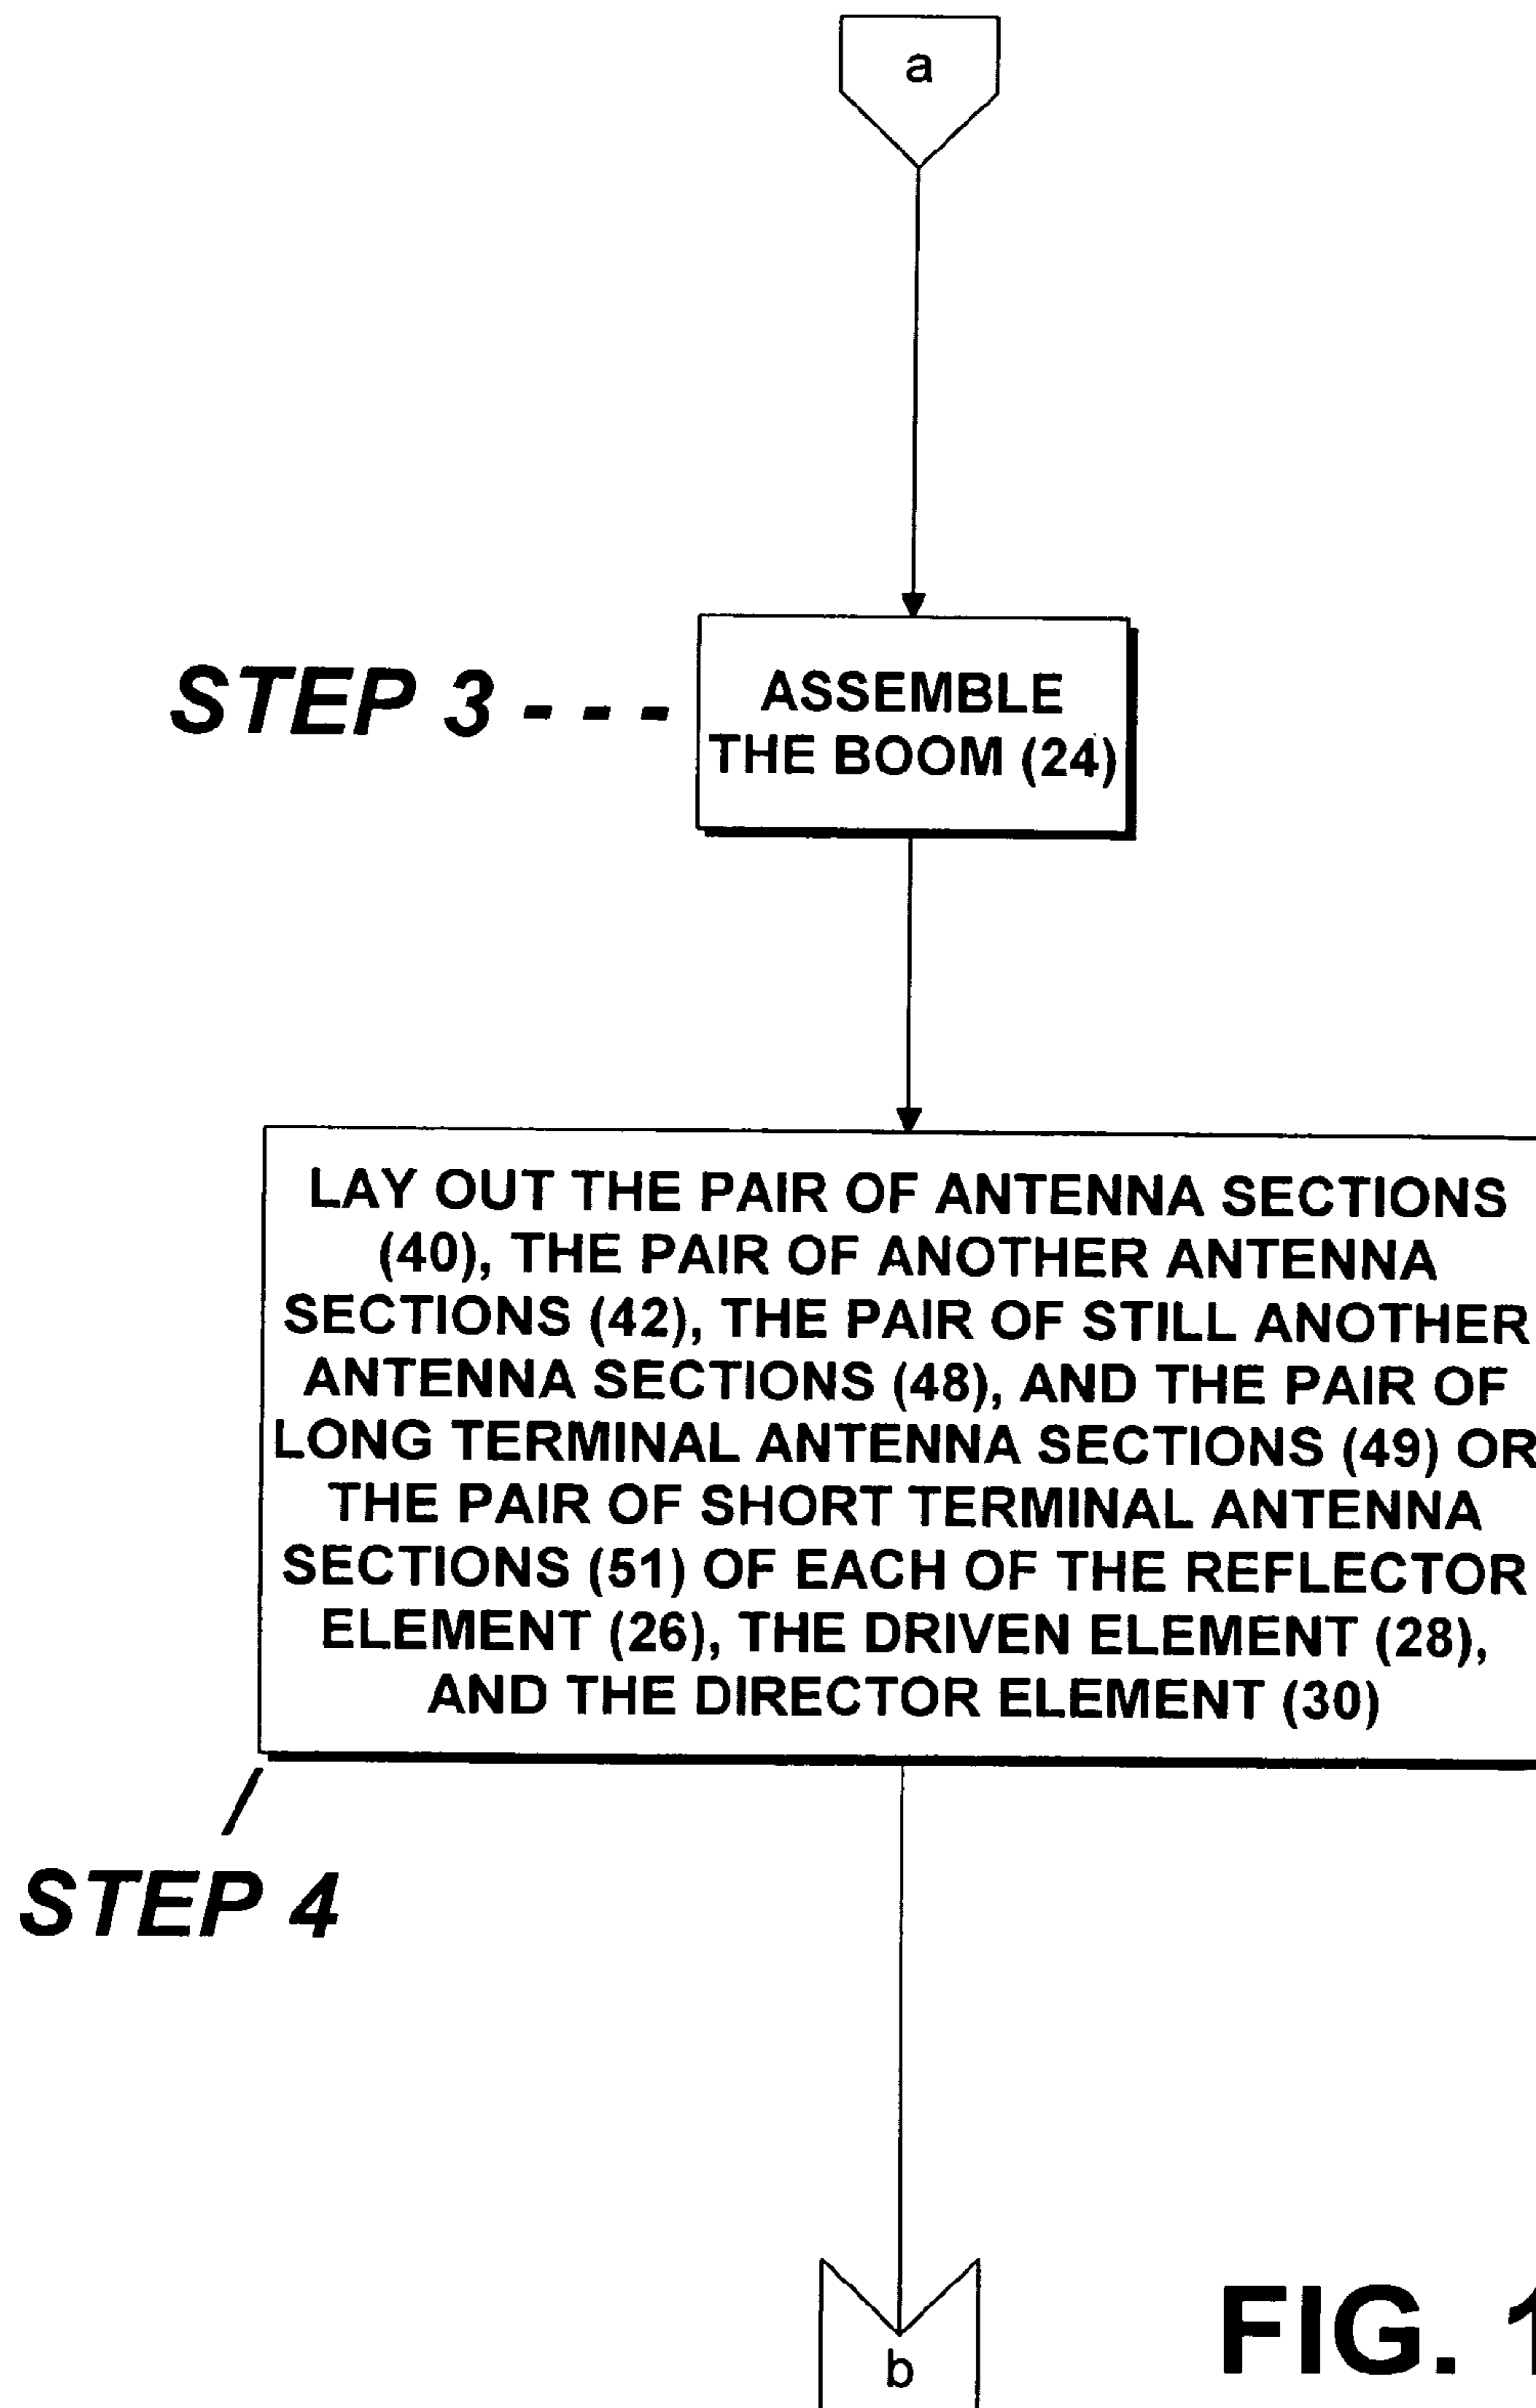 a
STEP 3 - - -
ASSEMBLE
THE BOOM (24)
LAY OUT THE PAIR OF ANTENNA SECTIONS
(40), THE PAIR OF ANOTHER ANTENNA
SECTIONS (42), THE PAIR OF STILL ANOTHER
ANTENNA SECTIONS (48), AND THE PAIR OF
LONG TERMINAL ANTENNA SECTIONS (49) OR
THE PAIR OF SHORT TERMINAL ANTENNA
SECTIONS (51) OF EACH OF THE REFLECTOR
ELEMENT (26), THE DRIVEN ELEMENT (28),
AND THE DIRECTOR ELEMENT (30)
STEP 4
b
FIG.